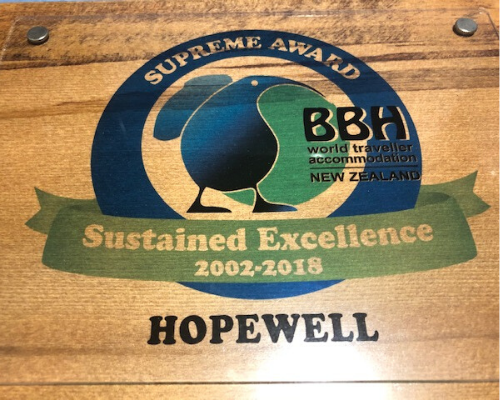 SUPREME AWARD
BBH
world traveller
accommodation
NEW ZEALAND
Sustained Excellence
2002-2018
HOPEWELL